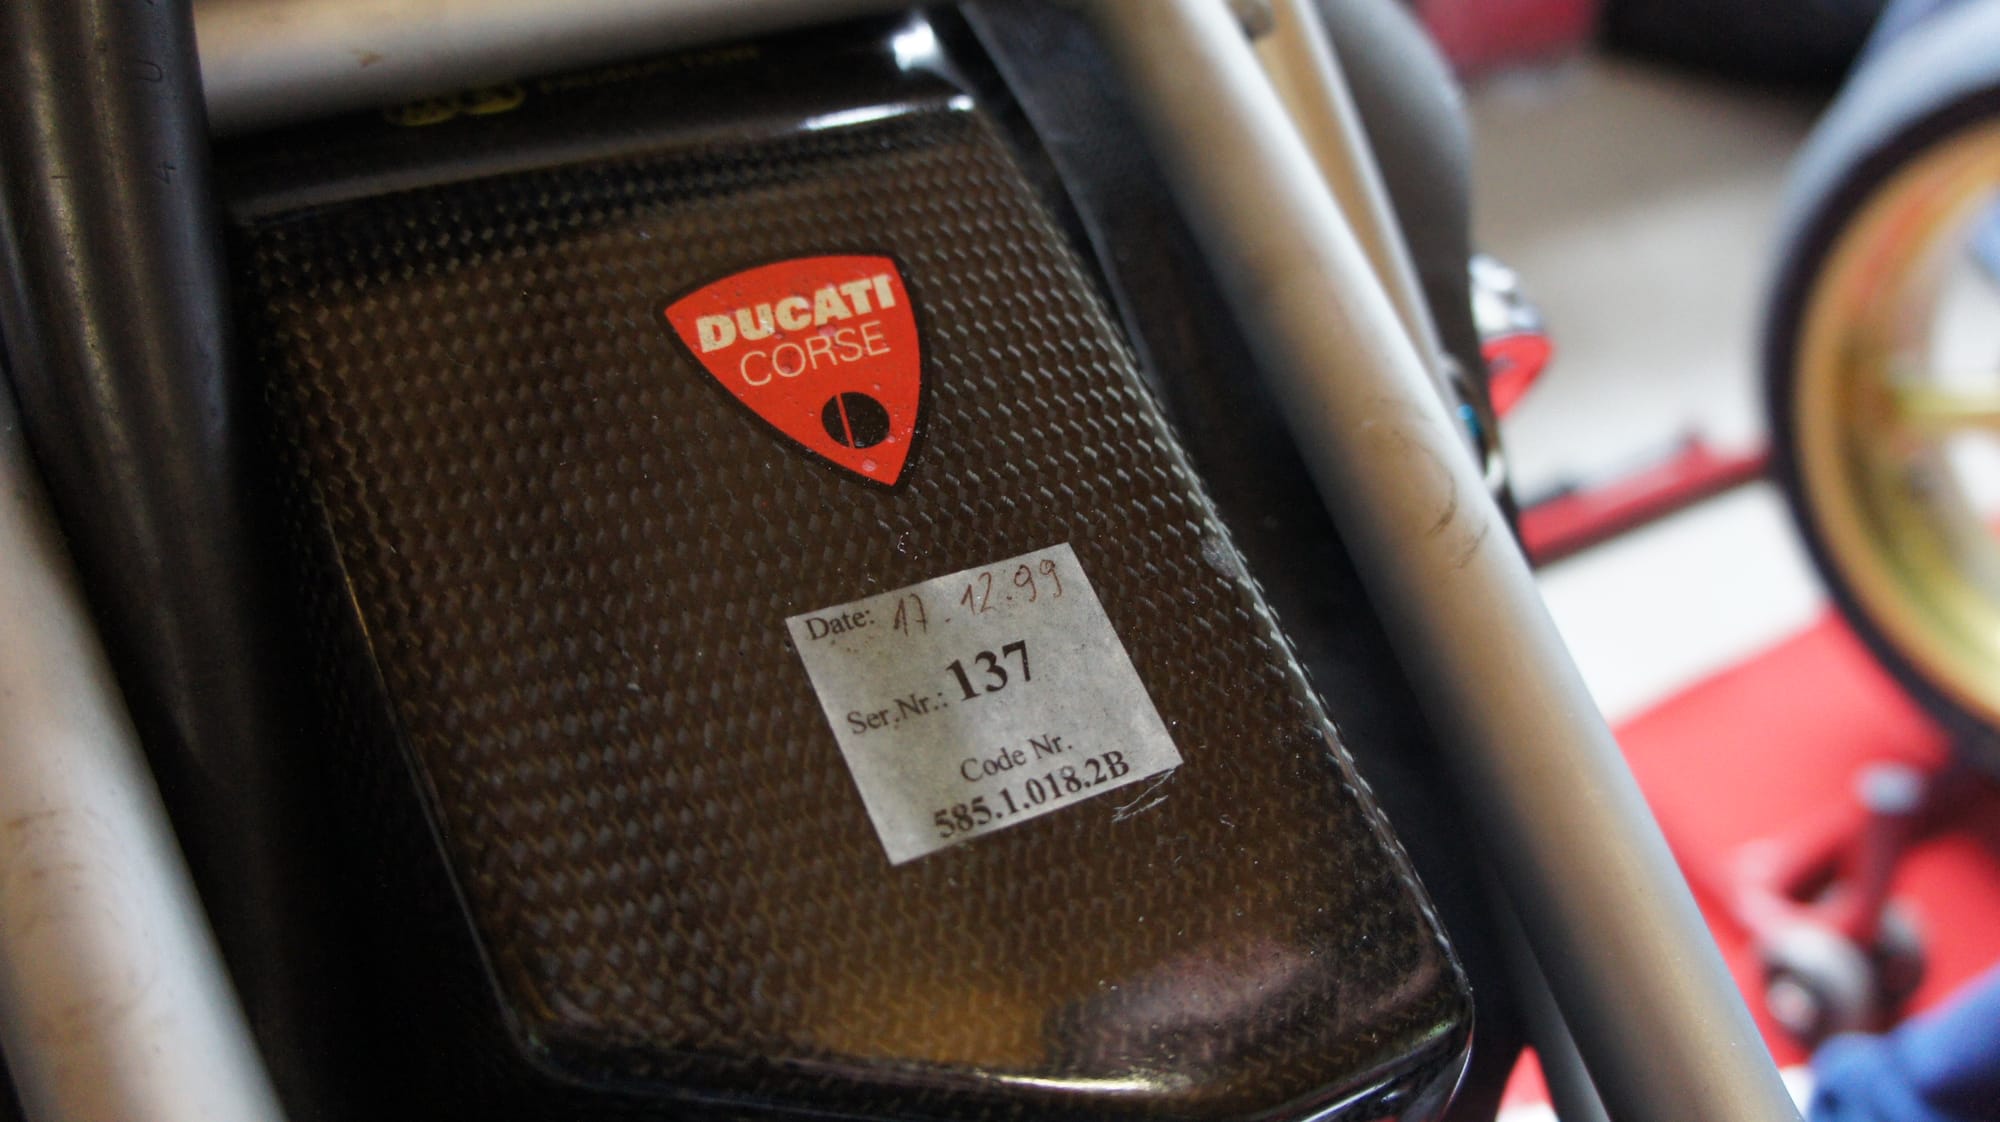 DUCATI
CORSE
Date: 17.12.99
Ser.Nr.: 137
Code Nr.
585.1.018.2B